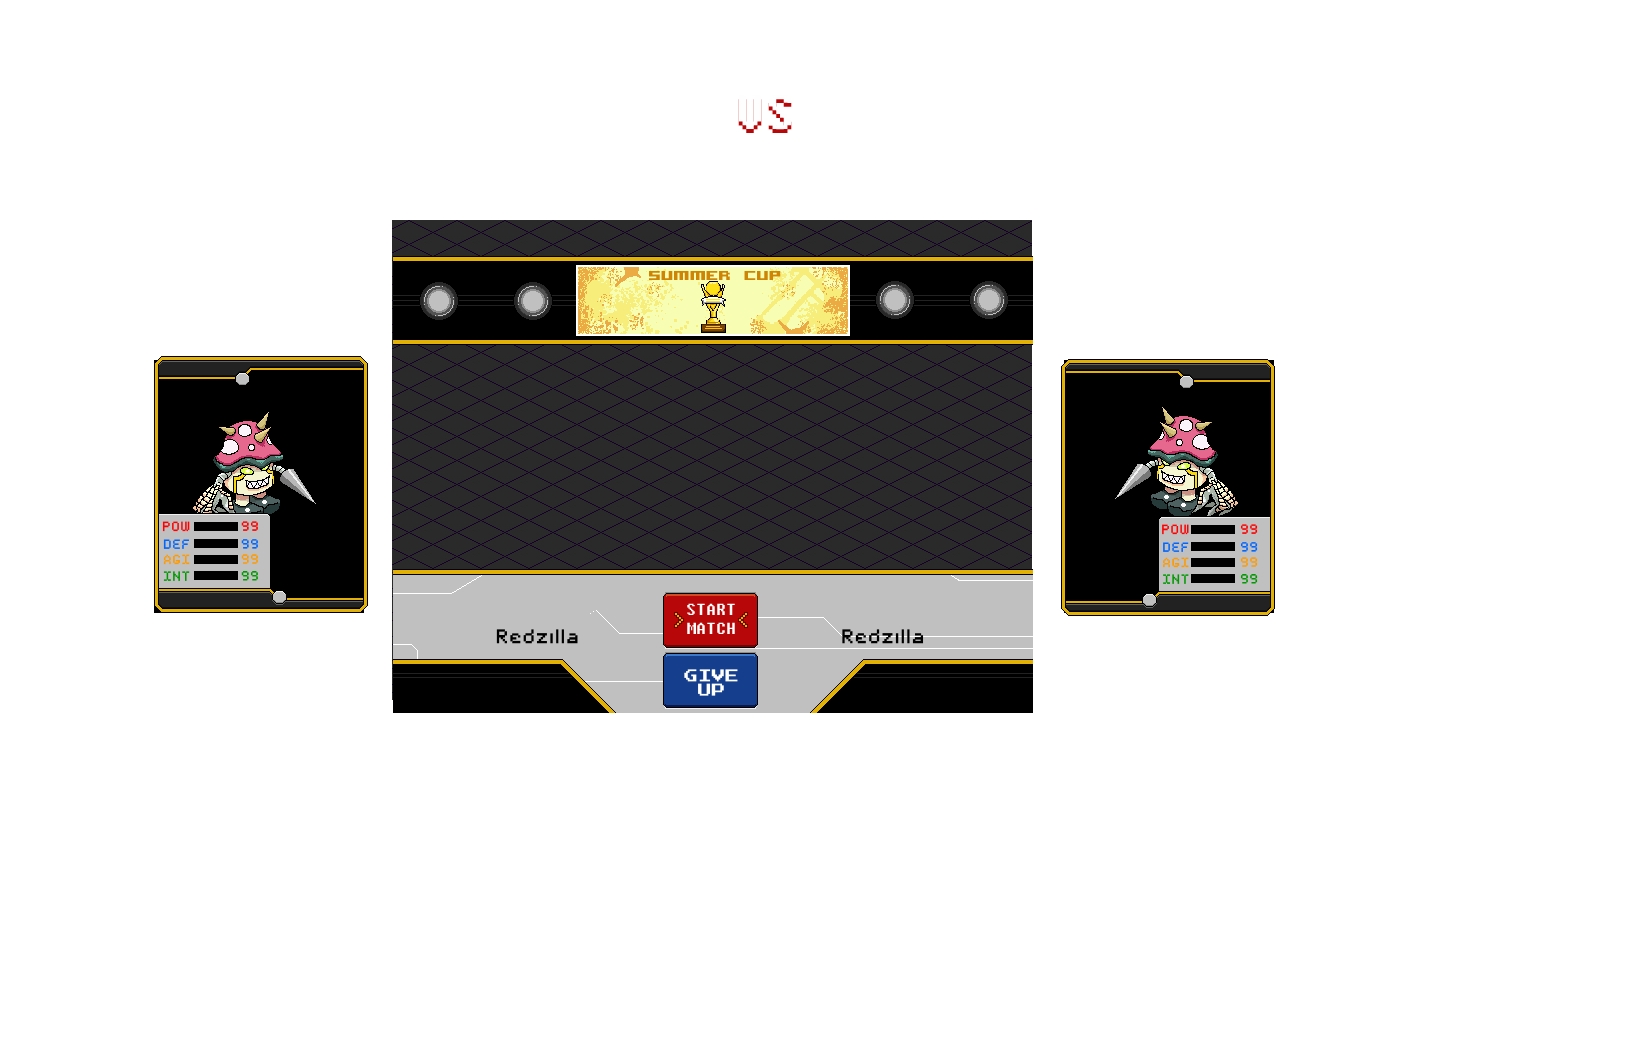 VS
SUMMER CUP
POW 99
DEF 99
AGI 99
INT 99
POW 99
DEF 99
AGI 99
INT 99
START
MATCH
Redzilla
Redzilla
GIVE
UP